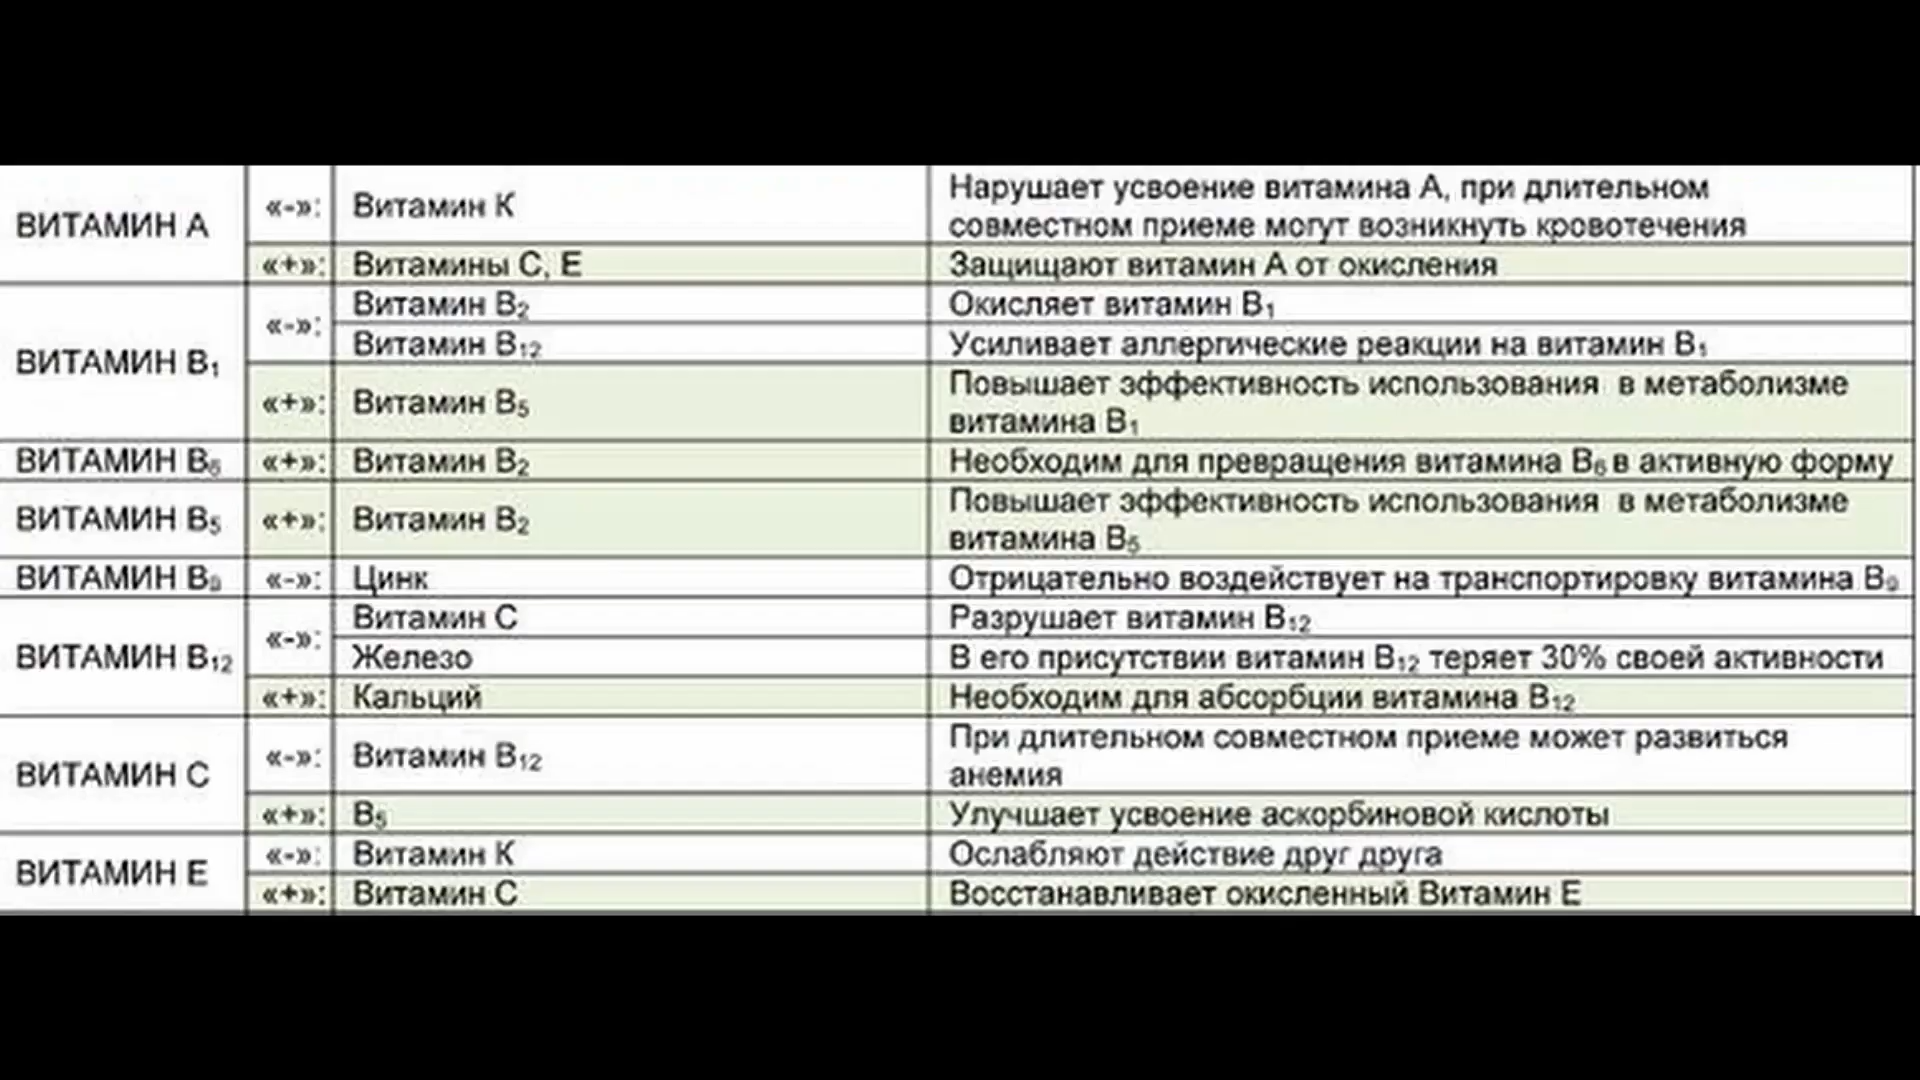 ВИТАМИН А
«-»: Витамин К
Нарушает усвоение витамина А, при длительном
совместном приеме могут возникнуть кровотечения
«+»: Витамины С, Е
Защищают витамин А от окисления
ВИТАМИН В₁
«-»: Витамин В₂
Окисляет витамин В₁
Витамин В₁₂
Усиливает аллергические реакции на витамин В₁
«+»: Витамин В₅
Повышает эффективность использования в метаболизме
витамина В₁
ВИТАМИН В₆ «+»: Витамин В₂
Необходим для превращения витамина В₆ в активную форму
ВИТАМИН В₅ «+»: Витамин В₂
Повышает эффективность использования в метаболизме
витамина В₅
ВИТАМИН В₉ «-»: Цинк
Отрицательно воздействует на транспортировку витамина В₉
ВИТАМИН В₁₂
«-»: Витамин С
Разрушает витамин В₁₂
Железо
В его присутствии витамин В₁₂ теряет 30% своей активности
«+»: Кальций
Необходим для абсорбции витамина В₁₂
ВИТАМИН С
«-»: Витамин В₁₂
При длительном совместном приеме может развиться
анемия
«+»: В₅
Улучшает усвоение аскорбиновой кислоты
ВИТАМИН Е
«-»: Витамин К
Ослабляют действие друг друга
«+»: Витамин С
Восстанавливает окисленный Витамин Е